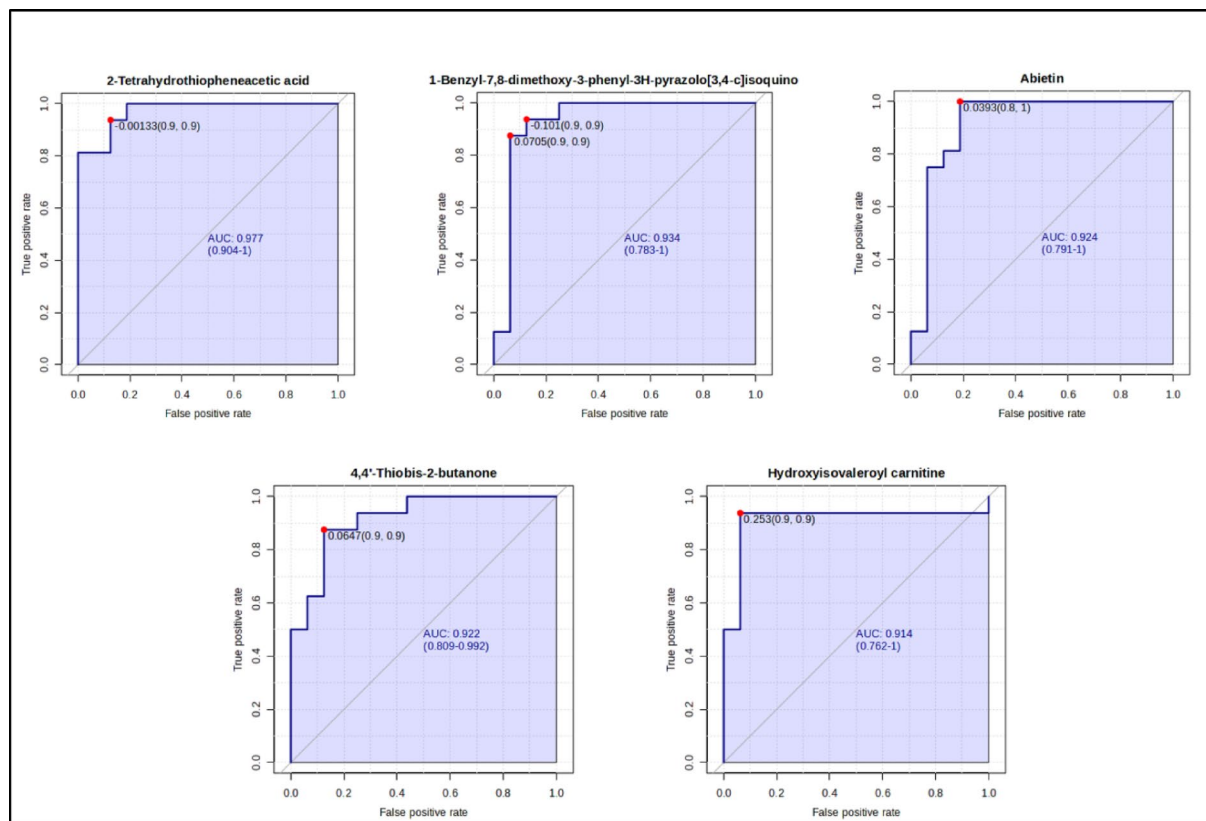 2-Tetrahydrothiopheneacetic acid
True positive rate
0.0 0.2 0.4 0.6 0.8 1.0
-0.00133(0.9, 0.9)
AUC: 0.977
(0.904-1)
0.0 0.2 0.4 0.6 0.8 1.0
False positive rate
1-Benzyl-7,8-dimethoxy-3-phenyl-3H-pyrazolo[3,4-c]isoquino
True positive rate
0.0 0.2 0.4 0.6 0.8 1.0
-0.101(0.9, 0.9)
0.0705(0.9, 0.9)
AUC: 0.934
(0.783-1)
0.0 0.2 0.4 0.6 0.8 1.0
False positive rate
Abietin
True positive rate
0.0 0.2 0.4 0.6 0.8 1.0
0.0393(0.8, 1)
AUC: 0.924
(0.791-1)
0.0 0.2 0.4 0.6 0.8 1.0
False positive rate
4,4'-Thiobis-2-butanone
True positive rate
0.0 0.2 0.4 0.6 0.8 1.0
0.0647(0.9, 0.9)
AUC: 0.922
(0.809-0.992)
0.0 0.2 0.4 0.6 0.8 1.0
False positive rate
Hydroxyisovaleroyl carnitine
True positive rate
0.0 0.2 0.4 0.6 0.8 1.0
0.253(0.9, 0.9)
AUC: 0.914
(0.762-1)
0.0 0.2 0.4 0.6 0.8 1.0
False positive rate